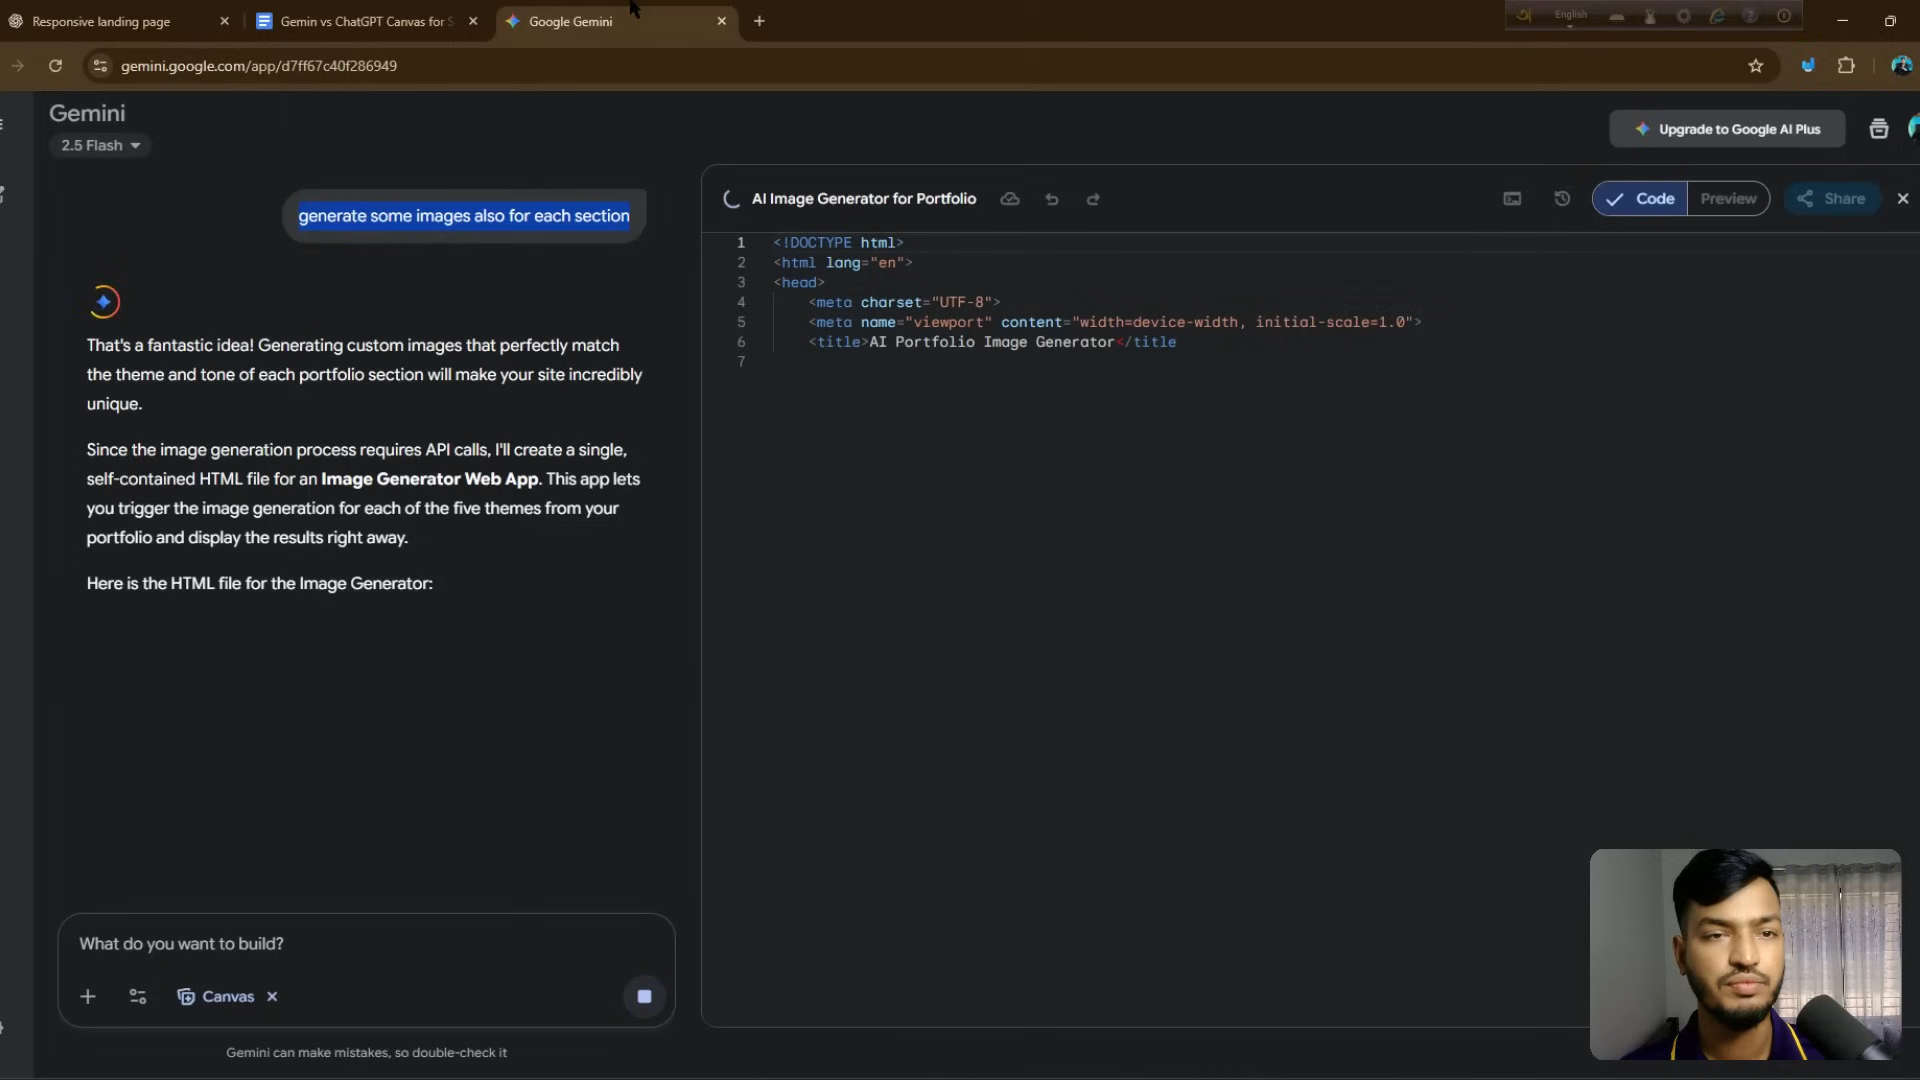 Responsive landing page
Gemin vs ChatGPT Canvas for S
Google Gemini
English
gemini.google.com/app/d7ff67c40f286949
Gemini
2.5 Flash
Upgrade to Google AI Plus
generate some images also for each section
That's a fantastic idea! Generating custom images that perfectly match
the theme and tone of each portfolio section will make your site incredibly
unique.
Since the image generation process requires API calls, I'll create a single,
self-contained HTML file for an Image Generator Web App. This app lets
you trigger the image generation for each of the five themes from your
portfolio and display the results right away.
Here is the HTML file for the Image Generator:
What do you want to build?
Canvas
Gemini can make mistakes, so double-check it
AI Image Generator for Portfolio
Code
Preview
Share
1 <!DOCTYPE html>
2 <html lang="en">
3 <head>
4 <meta charset="UTF-8">
5 <meta name="viewport" content="width=device-width, initial-scale=1.0">
6 <title>AI Portfolio Image Generator</title
7